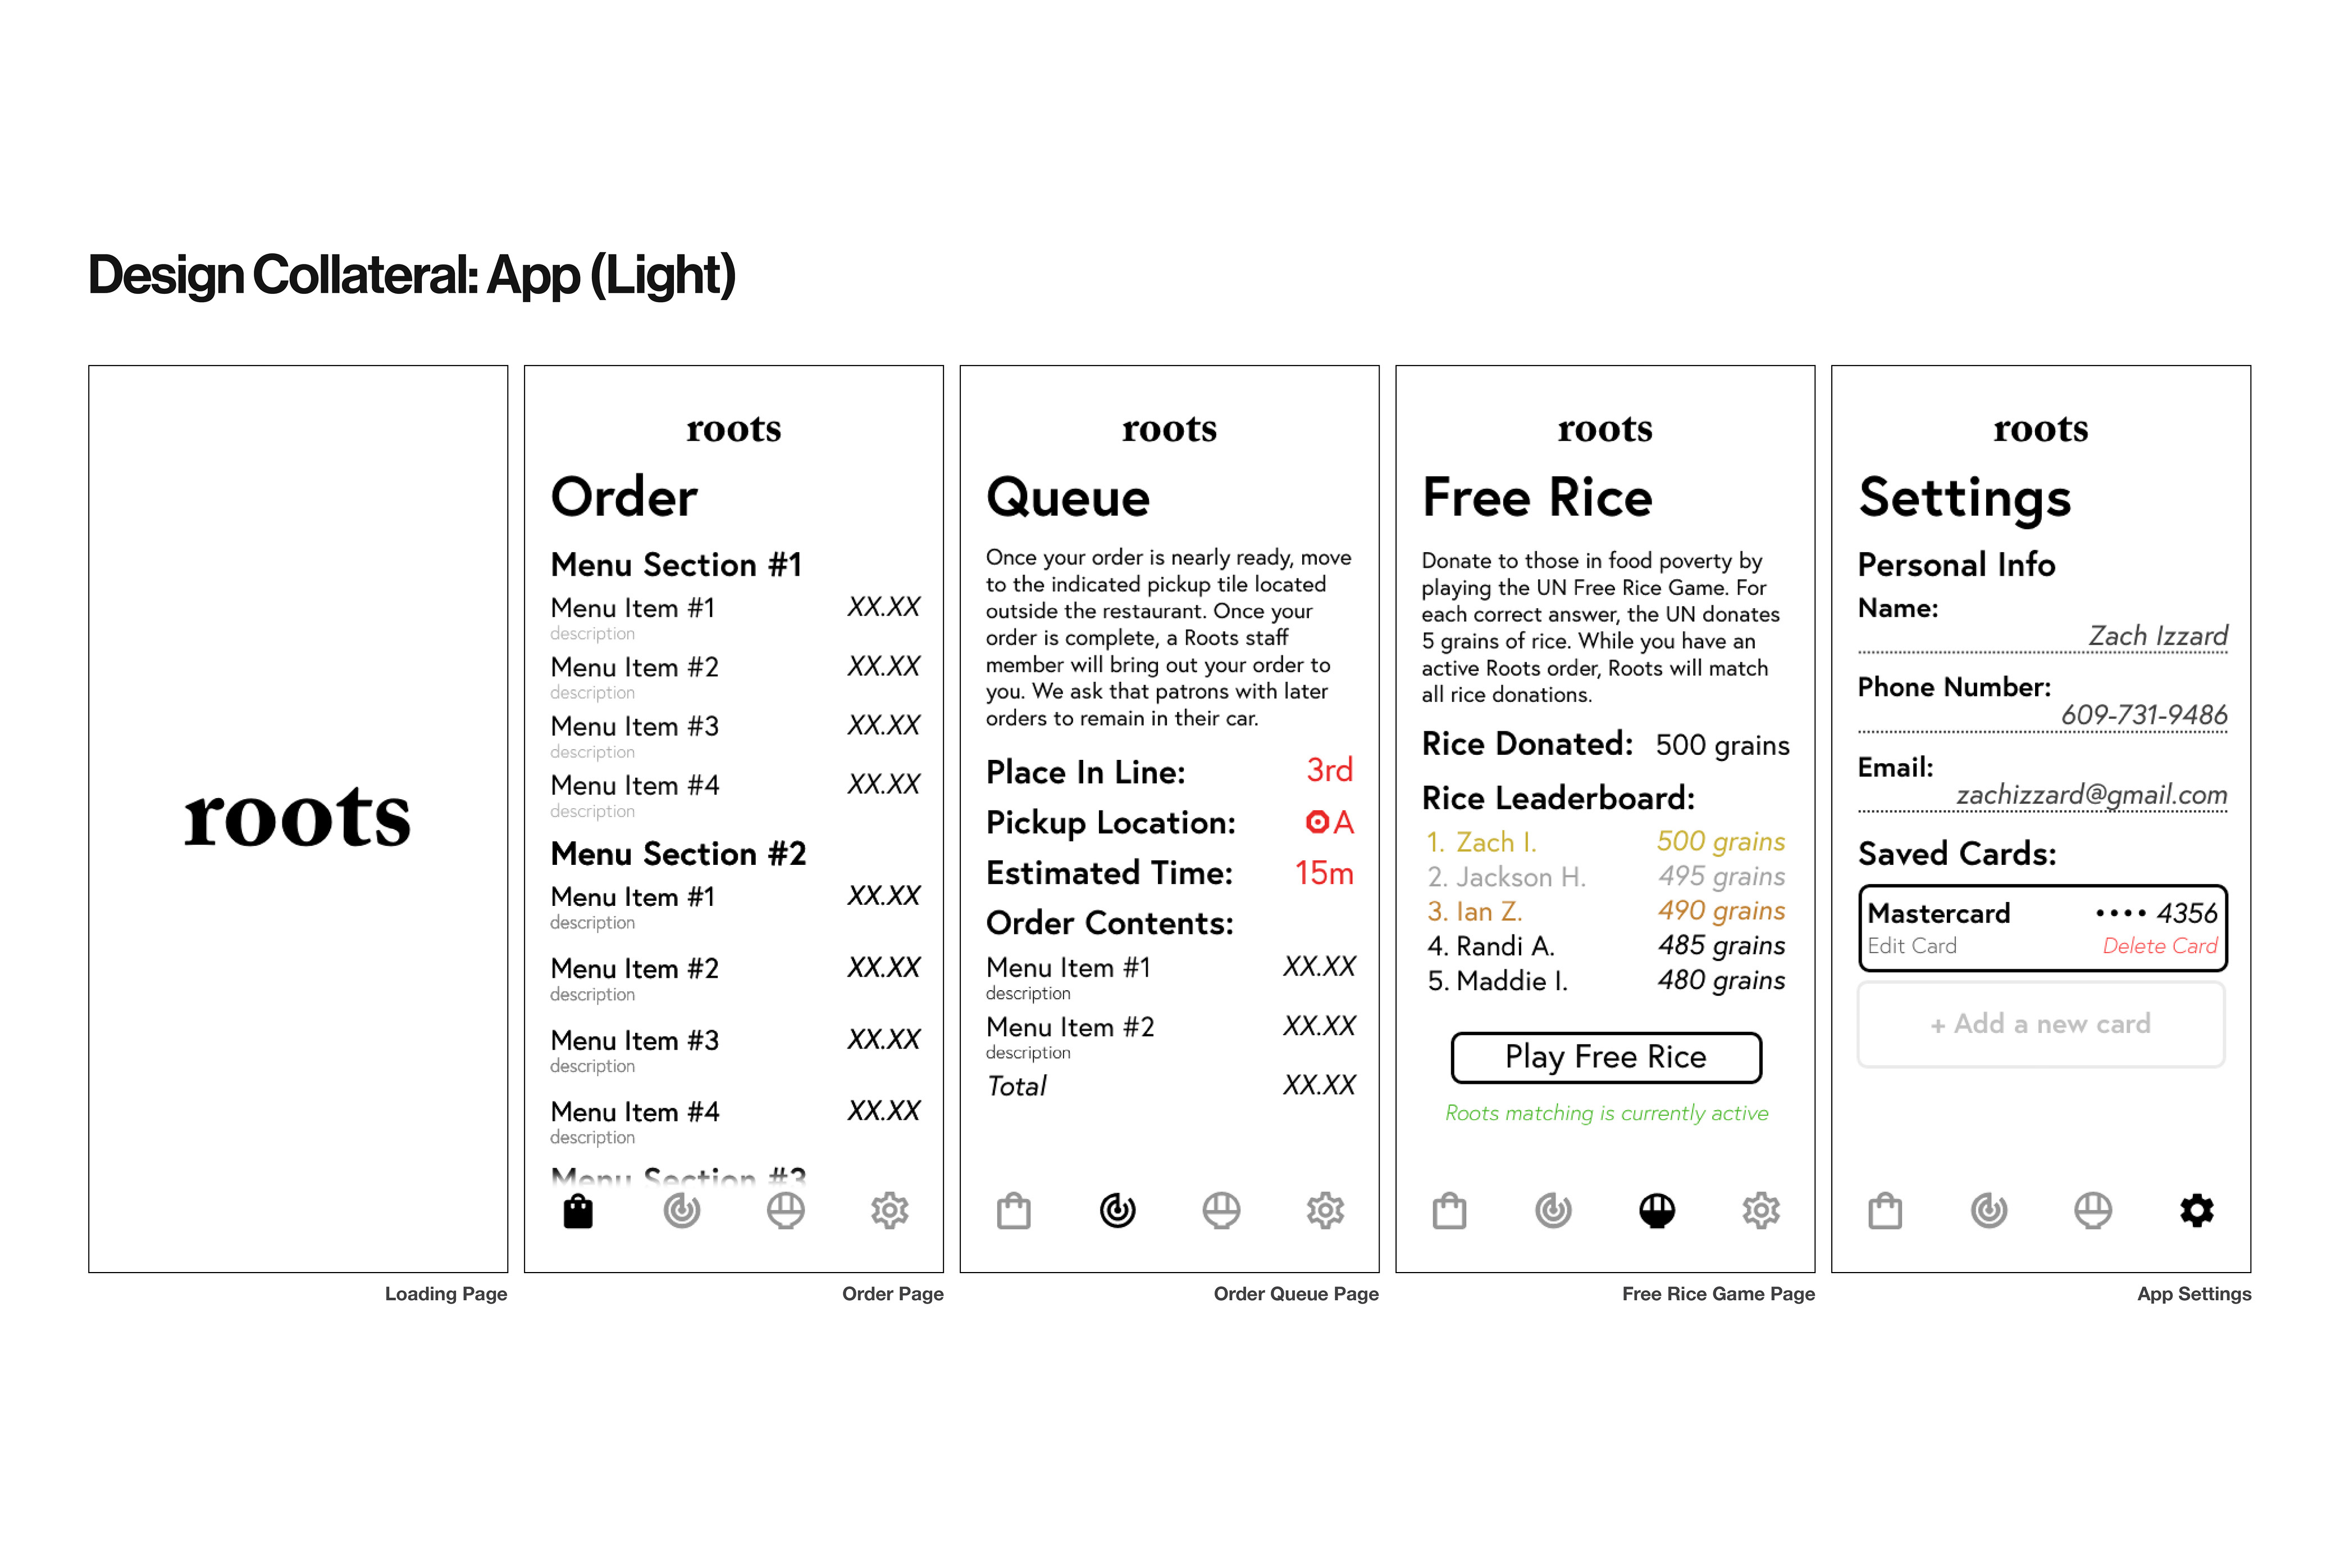 Design Collateral: App (Light)
roots
Loading Page
roots
Order
Menu Section #1
Menu Item #1 XX.XX
description
Menu Item #2 XX.XX
description
Menu Item #3 XX.XX
description
Menu Item #4 XX.XX
description
Menu Section #2
Menu Item #1 XX.XX
description
Menu Item #2 XX.XX
description
Menu Item #3 XX.XX
description
Menu Item #4 XX.XX
description
Menu Section #3
Order Page
roots
Queue
Once your order is nearly ready, move
to the indicated pickup tile located
outside the restaurant. Once your
order is complete, a Roots staff
member will bring out your order to
you. We ask that patrons with later
orders to remain in their car.
Place In Line: 3rd
Pickup Location: A
Estimated Time: 15m
Order Contents:
Menu Item #1 XX.XX
description
Menu Item #2 XX.XX
description
Total XX.XX
Order Queue Page
roots
Free Rice
Donate to those in food poverty by
playing the UN Free Rice Game. For
each correct answer, the UN donates
5 grains of rice. While you have an
active Roots order, Roots will match
all rice donations.
Rice Donated: 500 grains
Rice Leaderboard:
1. Zach I. 500 grains
2. Jackson H. 495 grains
3. Ian Z. 490 grains
4. Randi A. 485 grains
5. Maddie I. 480 grains
Play Free Rice
Roots matching is currently active
Free Rice Game Page
roots
Settings
Personal Info
Name:
Zach Izzard
Phone Number:
609-731-9486
Email:
zachizzard@gmail.com
Saved Cards:
Mastercard •••• 4356
Edit Card Delete Card
+ Add a new card
App Settings